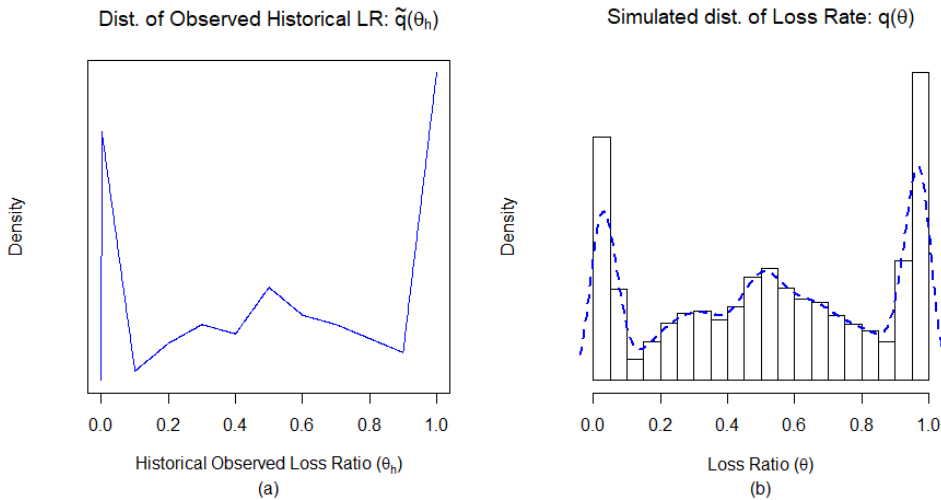 Dist. of Observed Historical LR: q̃(θh)
Density
0.0 0.2 0.4 0.6 0.8 1.0
Historical Observed Loss Ratio (θh)
(a)
Simulated dist. of Loss Rate: q(θ)
Density
0.0 0.2 0.4 0.6 0.8 1.0
Loss Ratio (θ)
(b)